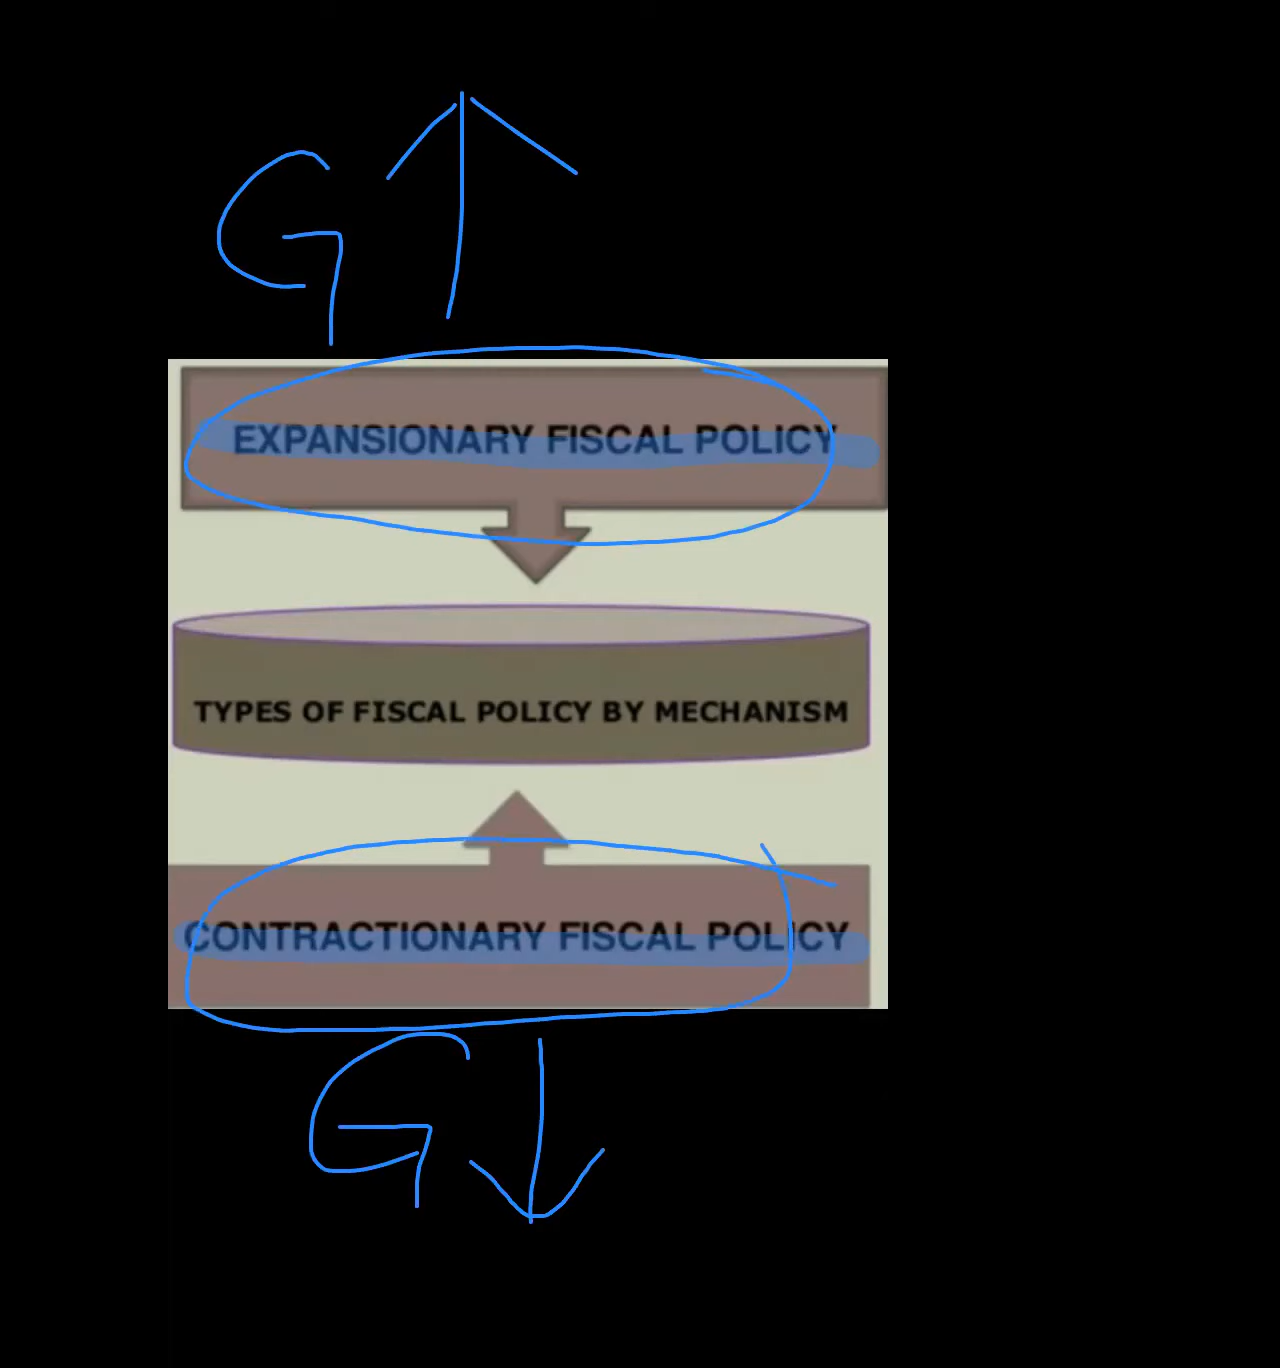 G ↑
EXPANSIONARY FISCAL POLICY
TYPES OF FISCAL POLICY BY MECHANISM
CONTRACTIONARY FISCAL POLICY
G ↓